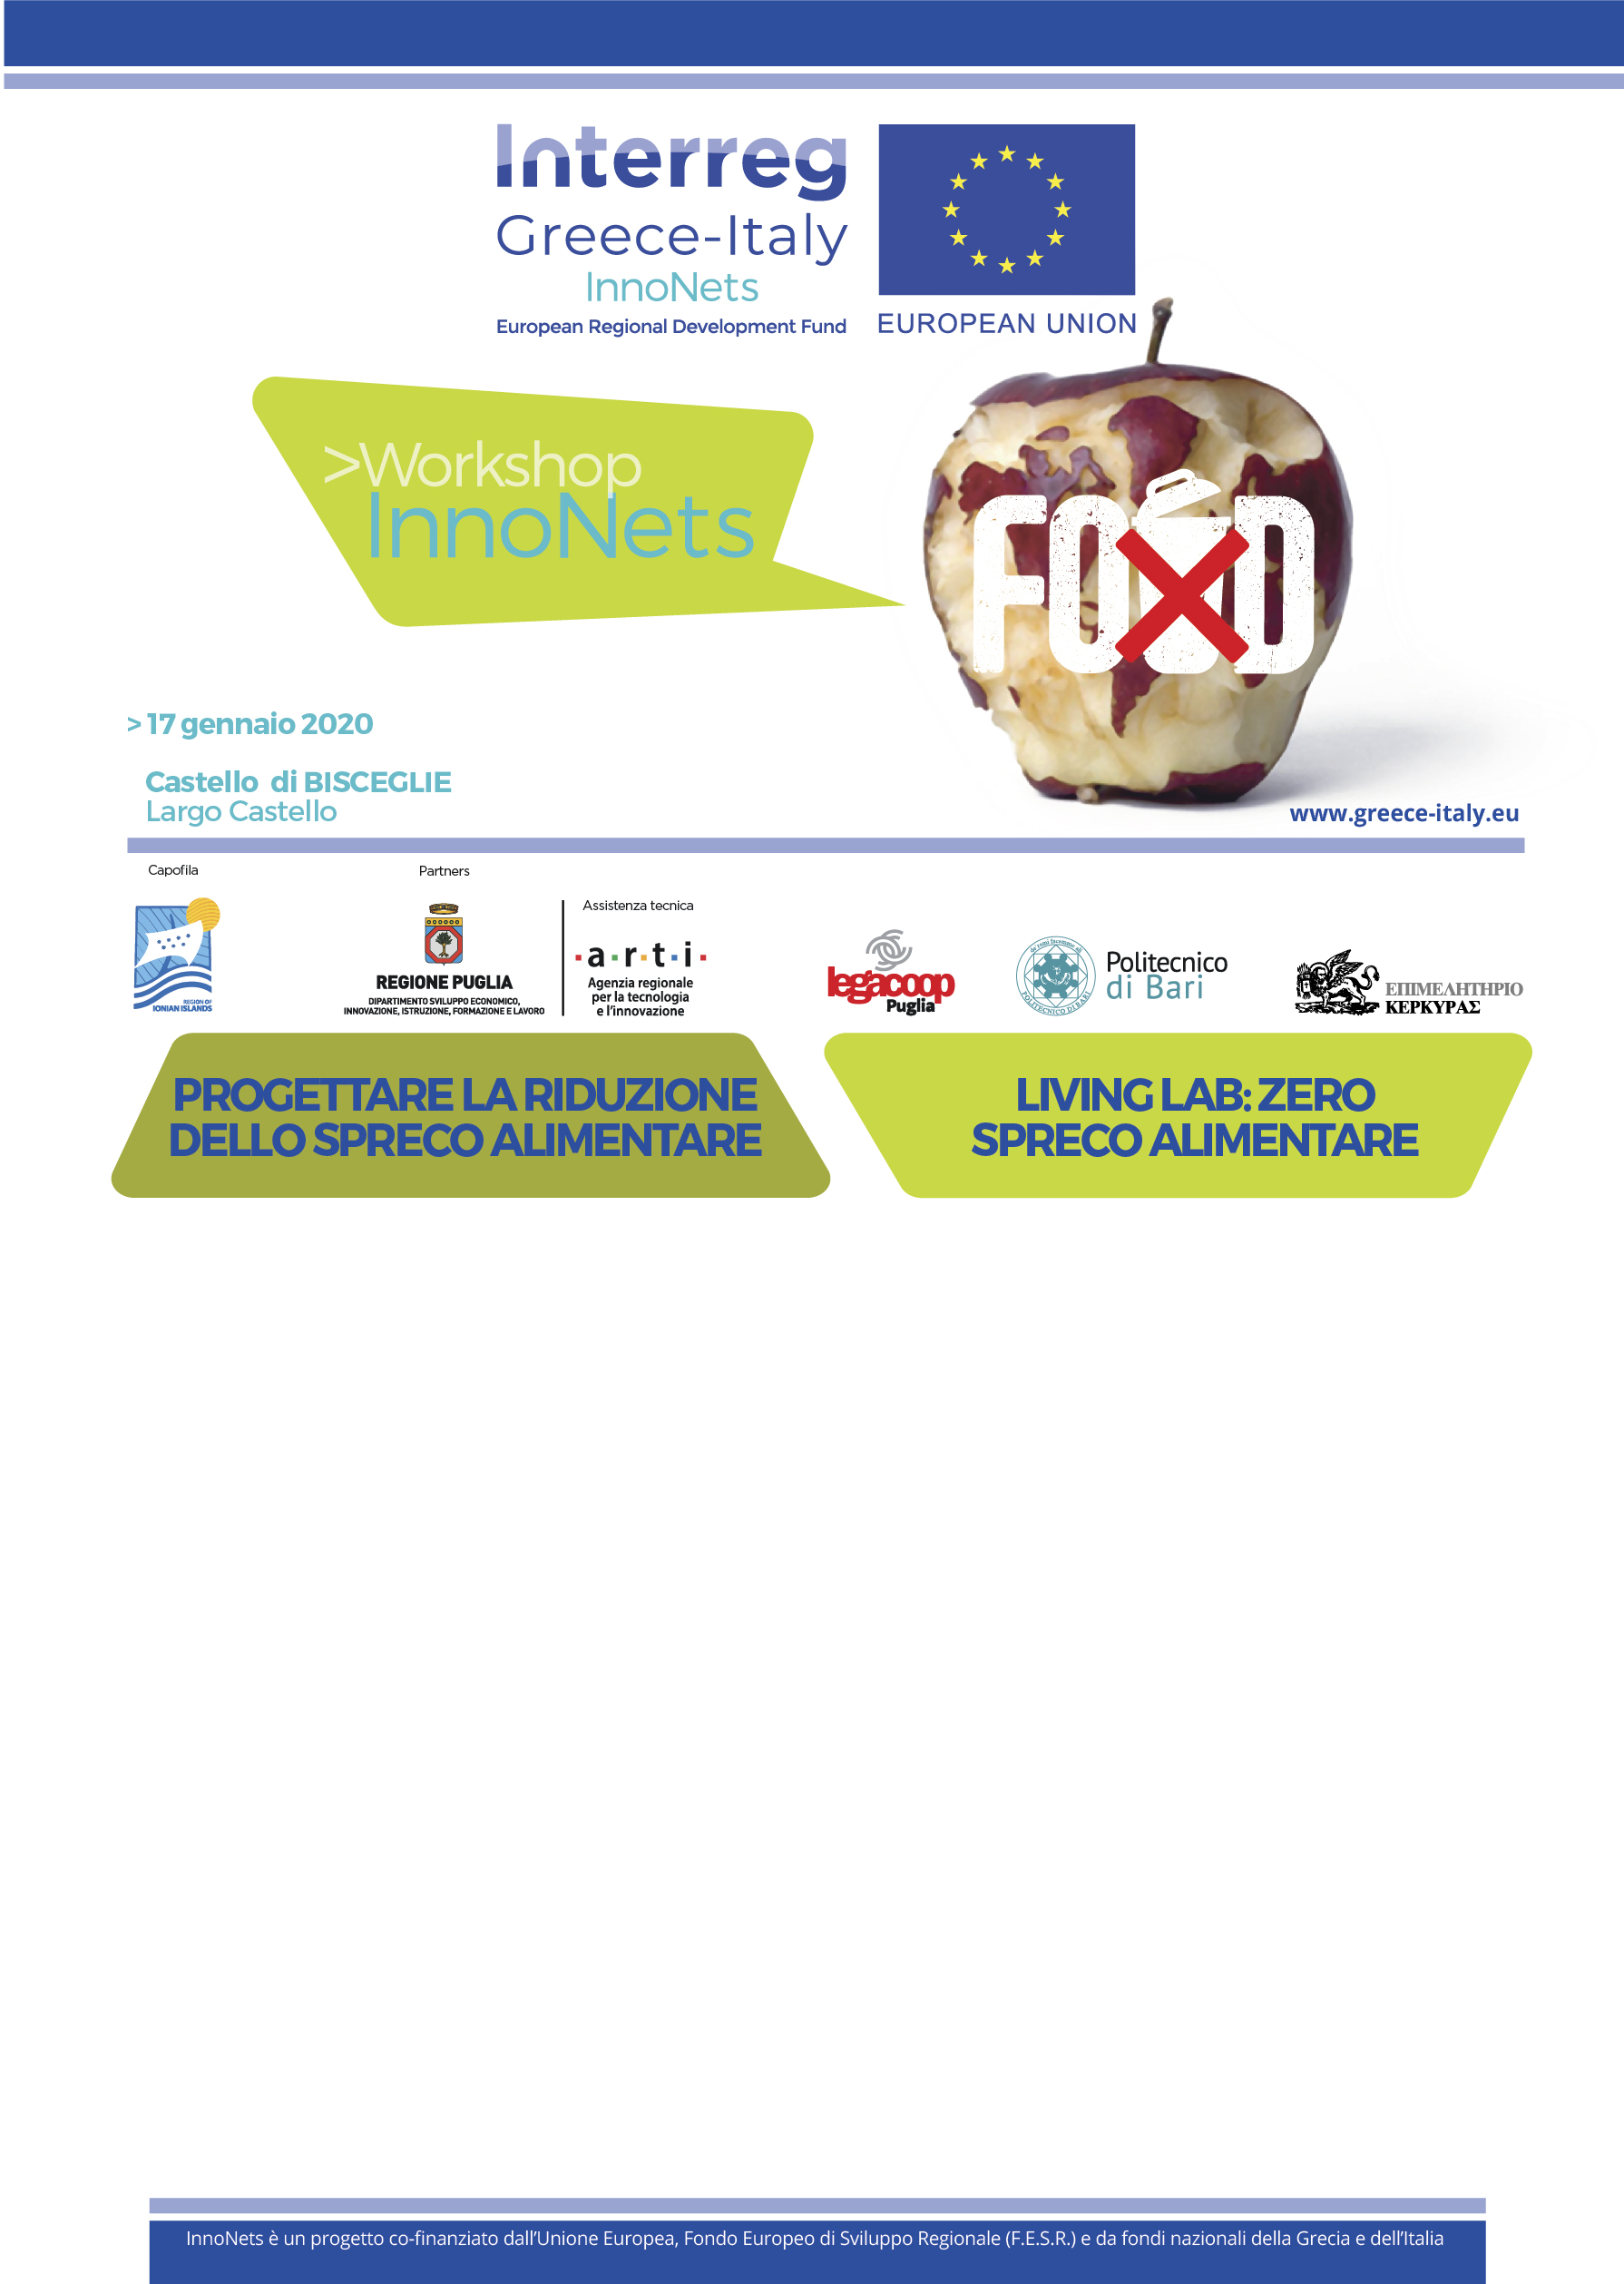 Interreg
Greece-Italy
InnoNets
European Regional Development Fund
EUROPEAN UNION
>Workshop
InnoNets
FOOD
> 17 gennaio 2020
Castello di BISCEGLIE
Largo Castello
www.greece-italy.eu
Capofila
Partners
Assistenza tecnica
REGION OF
IONIAN ISLANDS
REGIONE PUGLIA
DIPARTIMENTO SVILUPPO ECONOMICO,
INNOVAZIONE, ISTRUZIONE, FORMAZIONE E LAVORO
·a·r·t·i·
Agenzia regionale
per la tecnologia
e l'innovazione
legacoop
Puglia
POLITECNICO DI BARI
Politecnico
di Bari
ΕΠΙΜΕΛΗΤΗΡΙΟ
ΚΕΡΚΥΡΑΣ
PROGETTARE LA RIDUZIONE
DELLO SPRECO ALIMENTARE
LIVING LAB: ZERO
SPRECO ALIMENTARE
InnoNets è un progetto co-finanziato dall'Unione Europea, Fondo Europeo di Sviluppo Regionale (F.E.S.R.) e da fondi nazionali della Grecia e dell'Italia